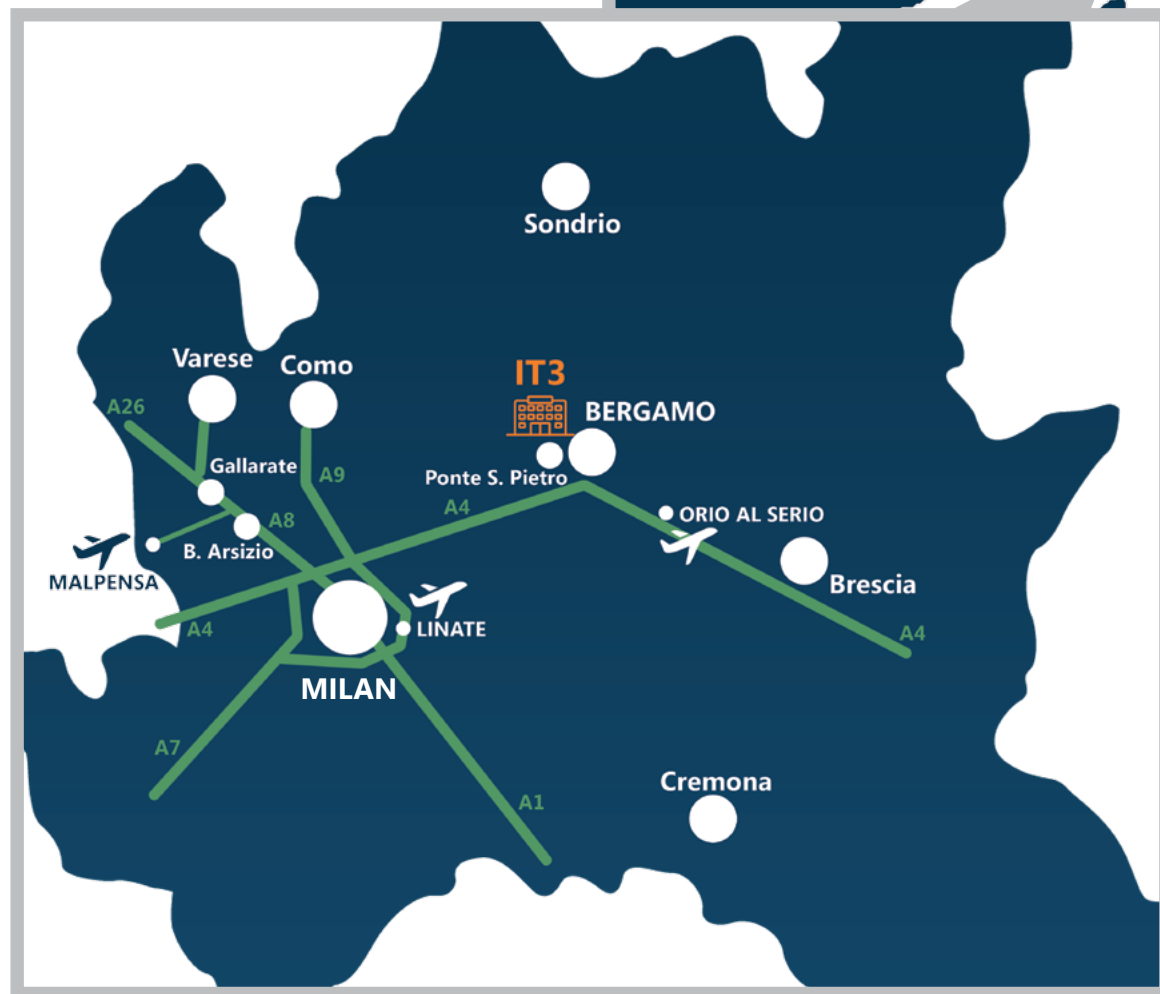 Sondrio
Varese
Como
IT3
A26
BERGAMO
Gallarate
A9
Ponte S. Pietro
A4
A8
ORIO AL SERIO
B. Arsizio
MALPENSA
Brescia
A4
LINATE
A4
MILAN
A7
Cremona
A1